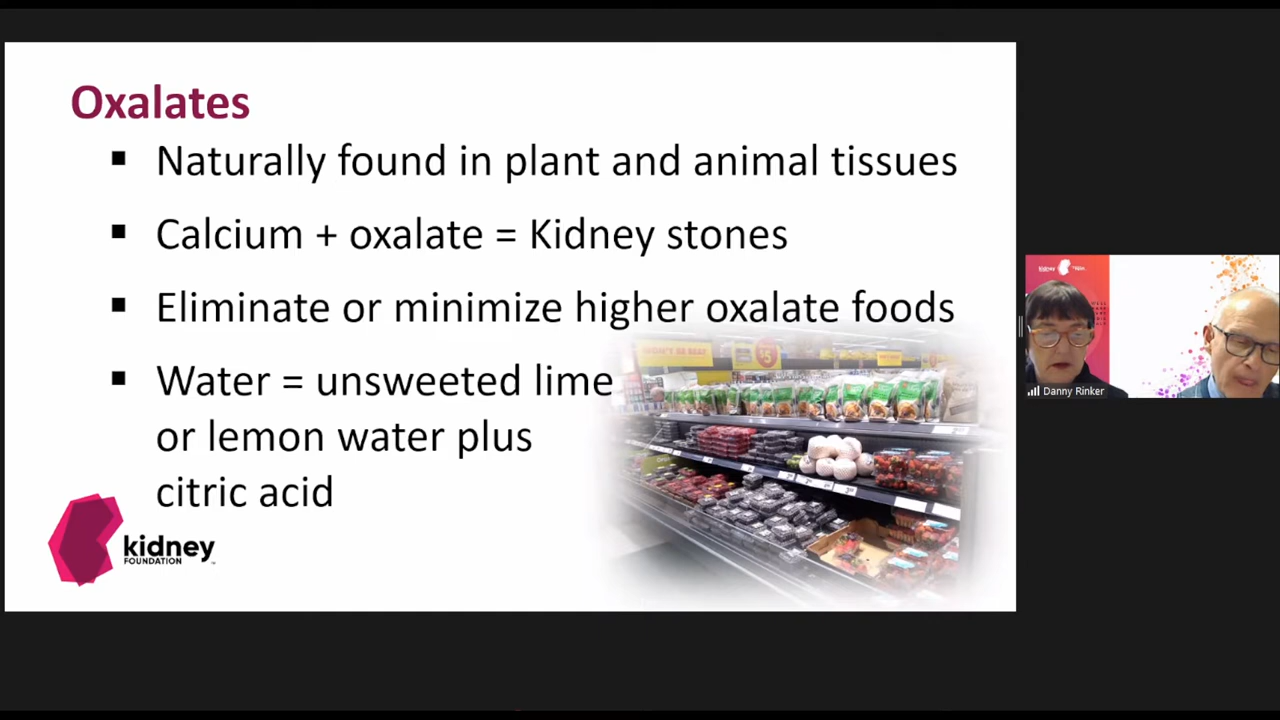 Oxalates
▪ Naturally found in plant and animal tissues
▪ Calcium + oxalate = Kidney stones
▪ Eliminate or minimize higher oxalate foods
▪ Water = unsweeted lime
or lemon water plus
citric acid
kidney
FOUNDATION
$5
Danny Rinker